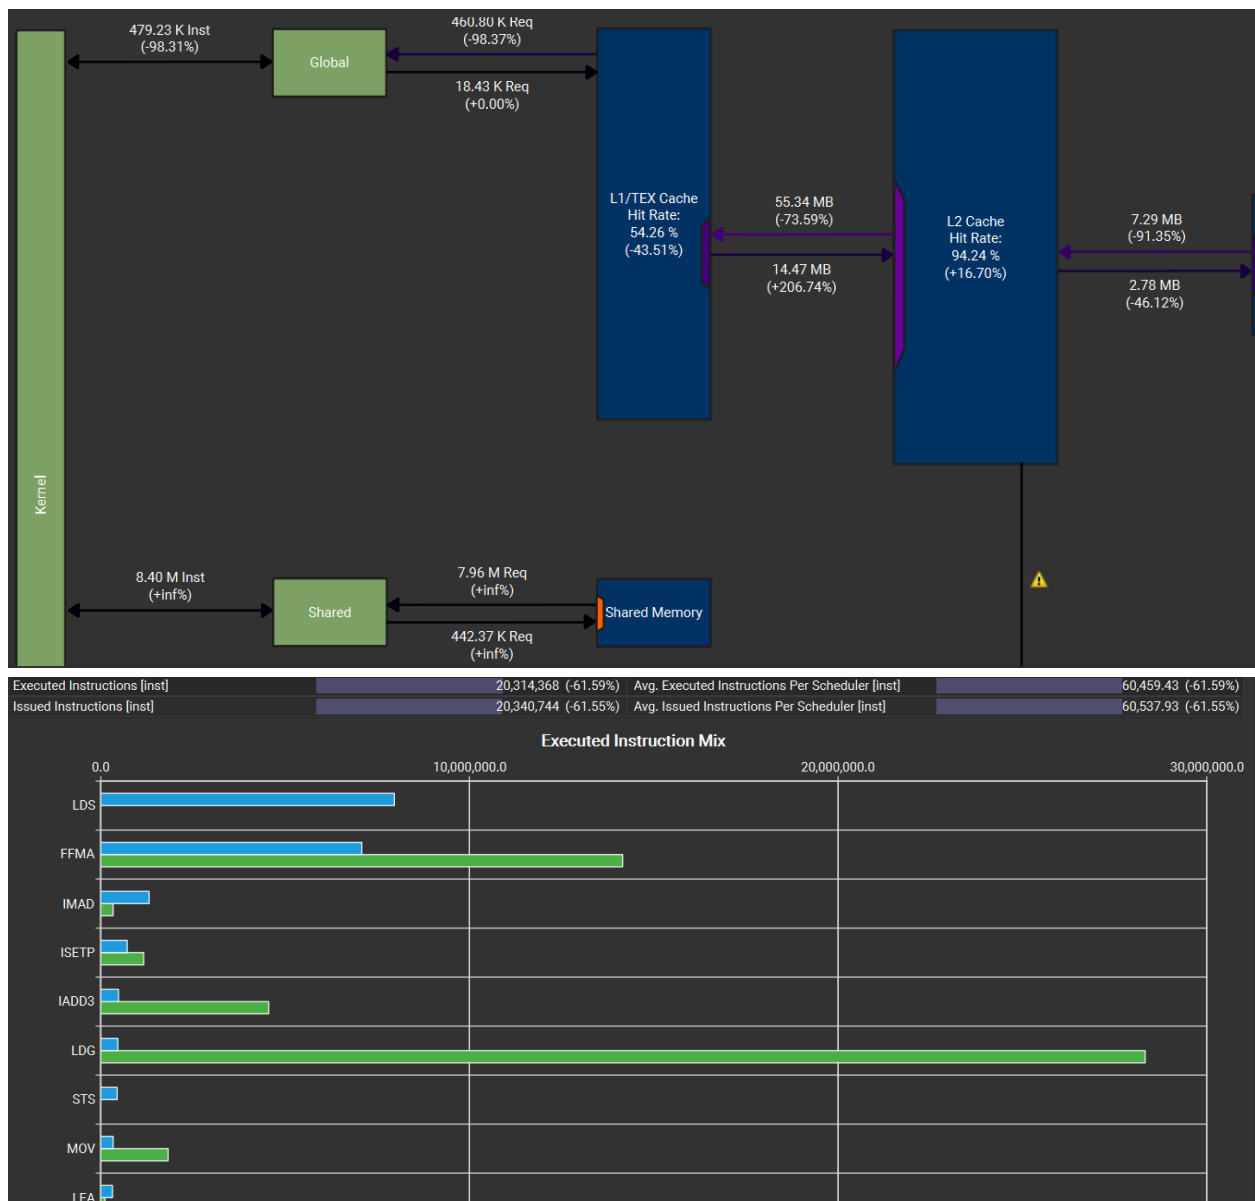 479.23 K Inst
(-98.31%)
Global
460.80 K Req
(-98.37%)
18.43 K Req
(+0.00%)
L1/TEX Cache
Hit Rate:
54.26 %
(-43.51%)
55.34 MB
(-73.59%)
14.47 MB
(+206.74%)
L2 Cache
Hit Rate:
94.24 %
(+16.70%)
7.29 MB
(-91.35%)
2.78 MB
(-46.12%)
Kernel
8.40 M Inst
(+inf%)
Shared
7.96 M Req
(+inf%)
442.37 K Req
(+inf%)
Shared Memory
Executed Instructions [inst] 20,314,368 (-61.59%) Avg. Executed Instructions Per Scheduler [inst] 60,459.43 (-61.59%)
Issued Instructions [inst] 20,340,744 (-61.55%) Avg. Issued Instructions Per Scheduler [inst] 60,537.93 (-61.55%)
Executed Instruction Mix
0.0 10,000,000.0 20,000,000.0 30,000,000.0
LDS
FFMA
IMAD
ISETP
IADD3
LDG
STS
MOV
LEA